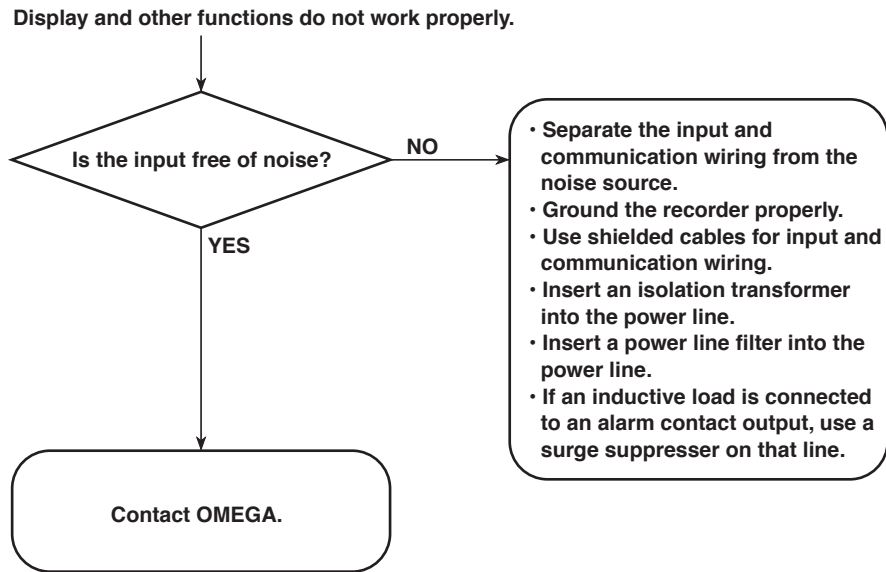 Display and other functions do not work properly.
Is the input free of noise?
NO
YES
• Separate the input and
communication wiring from the
noise source.
• Ground the recorder properly.
• Use shielded cables for input and
communication wiring.
• Insert an isolation transformer
into the power line.
• Insert a power line filter into the
power line.
• If an inductive load is connected
to an alarm contact output, use a
surge suppresser on that line.
Contact OMEGA.